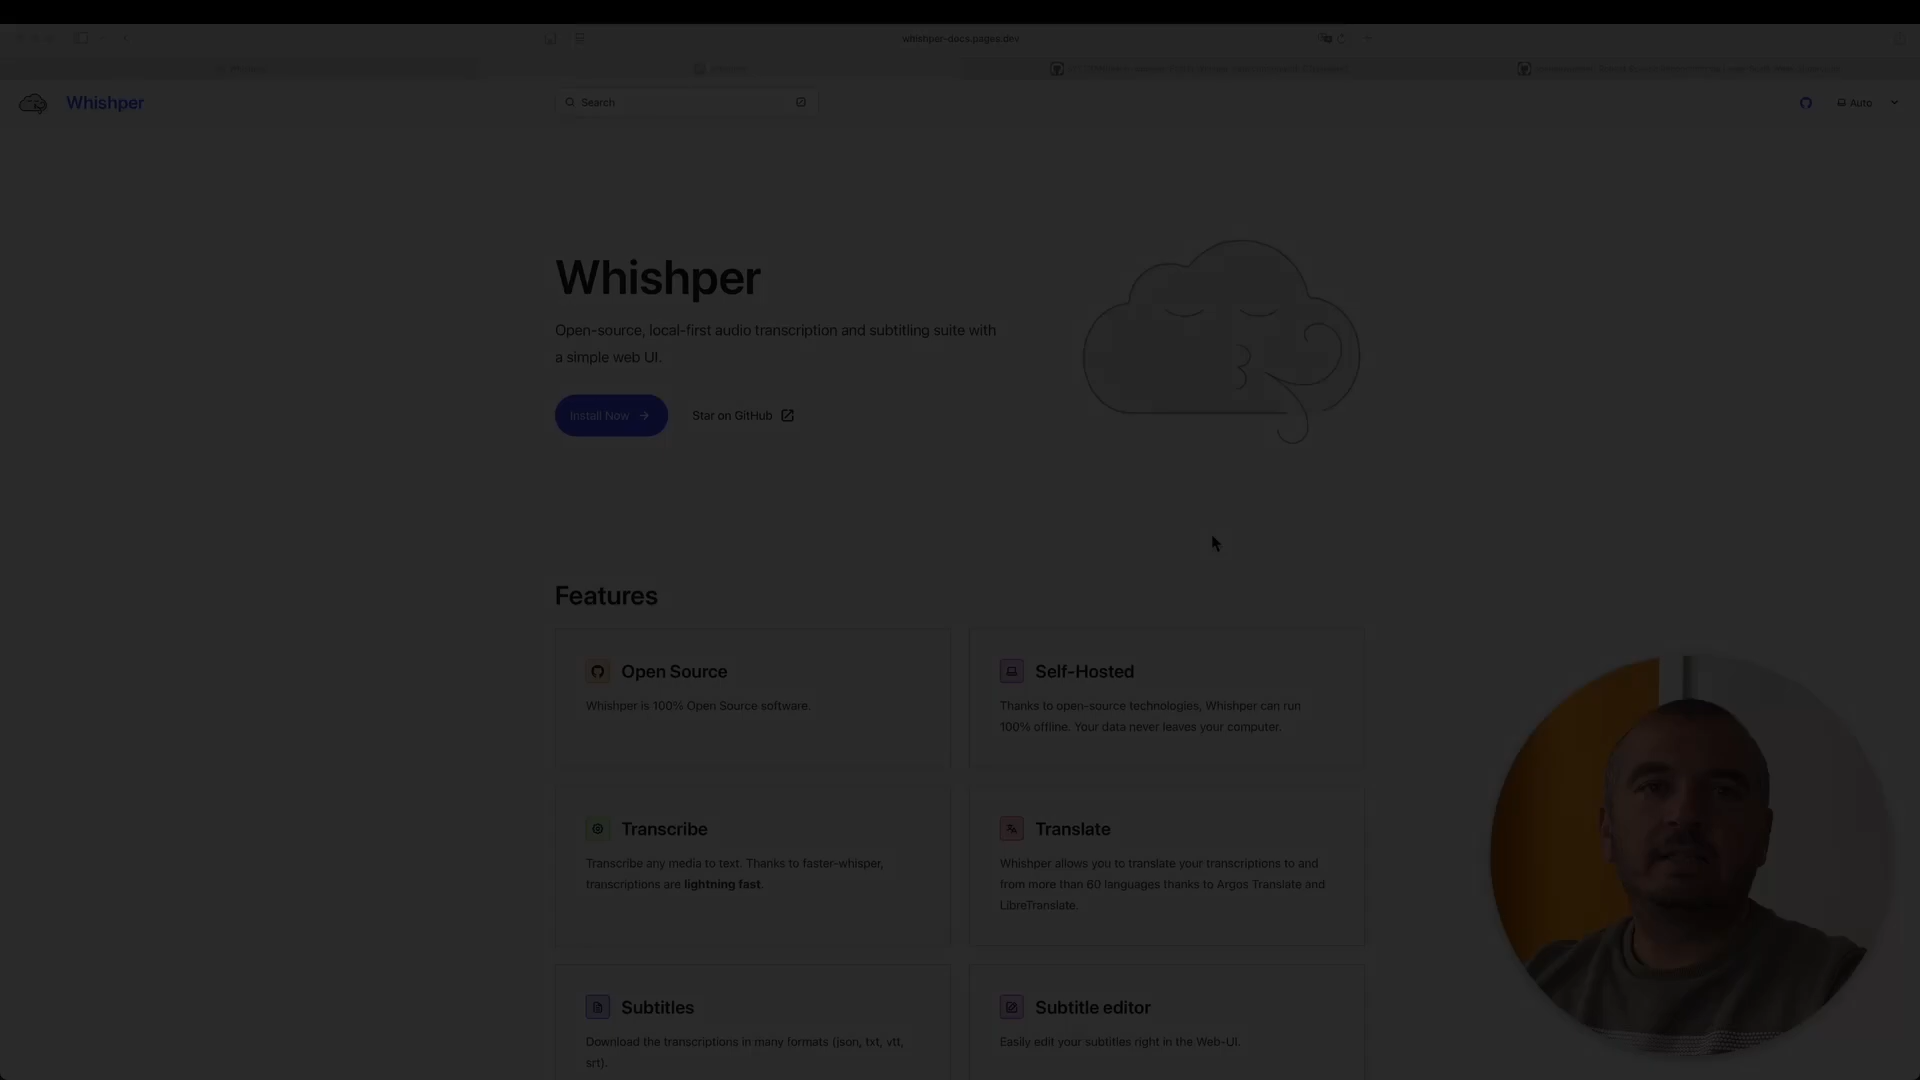 whishper-docs.pages.dev
Whishper
Search
Auto
Whishper
Open-source, local-first audio transcription and subtitling suite with
a simple web UI.
Install Now
Star on GitHub
Features
Open Source
Whishper is 100% Open Source software.
Self-Hosted
Thanks to open-source technologies, Whishper can run
100% offline. Your data never leaves your computer.
Transcribe
Transcribe any media to text. Thanks to faster-whisper,
transcriptions are lightning fast.
Translate
Whishper allows you to translate your transcriptions to and
from more than 60 languages thanks to Argos Translate and
LibreTranslate.
Subtitles
Download the transcriptions in many formats (json, txt, vtt,
srt).
Subtitle editor
Easily edit your subtitles right in the Web-UI.